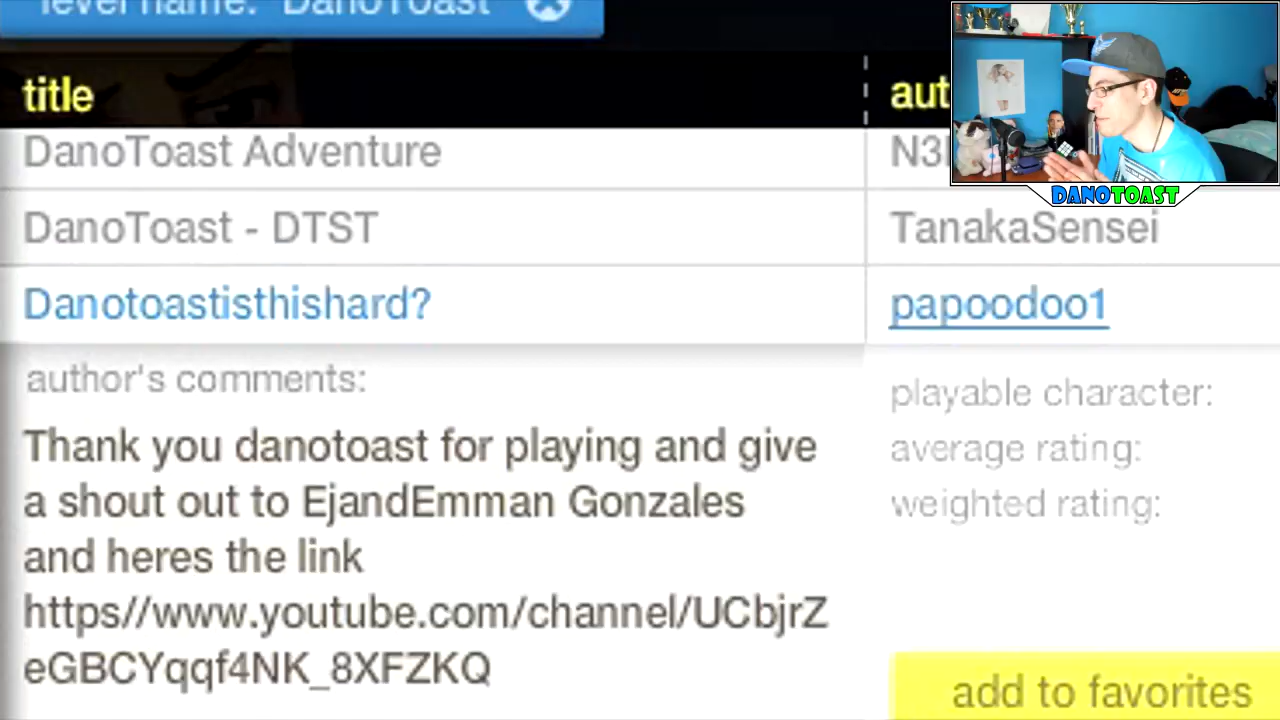 level name: "DanoToast"
title
DanoToast Adventure
DanoToast - DTST
TanakaSensei
Danotoastisthishard?
papoodoo1
author's comments:
playable character:
Thank you danotoast for playing and give
average rating:
a shout out to EjandEmman Gonzales
weighted rating:
and heres the link
https//www.youtube.com/channel/UCbjrZ
eGBCYqqf4NK_8XFZKQ
add to favorites
DANOTOAST